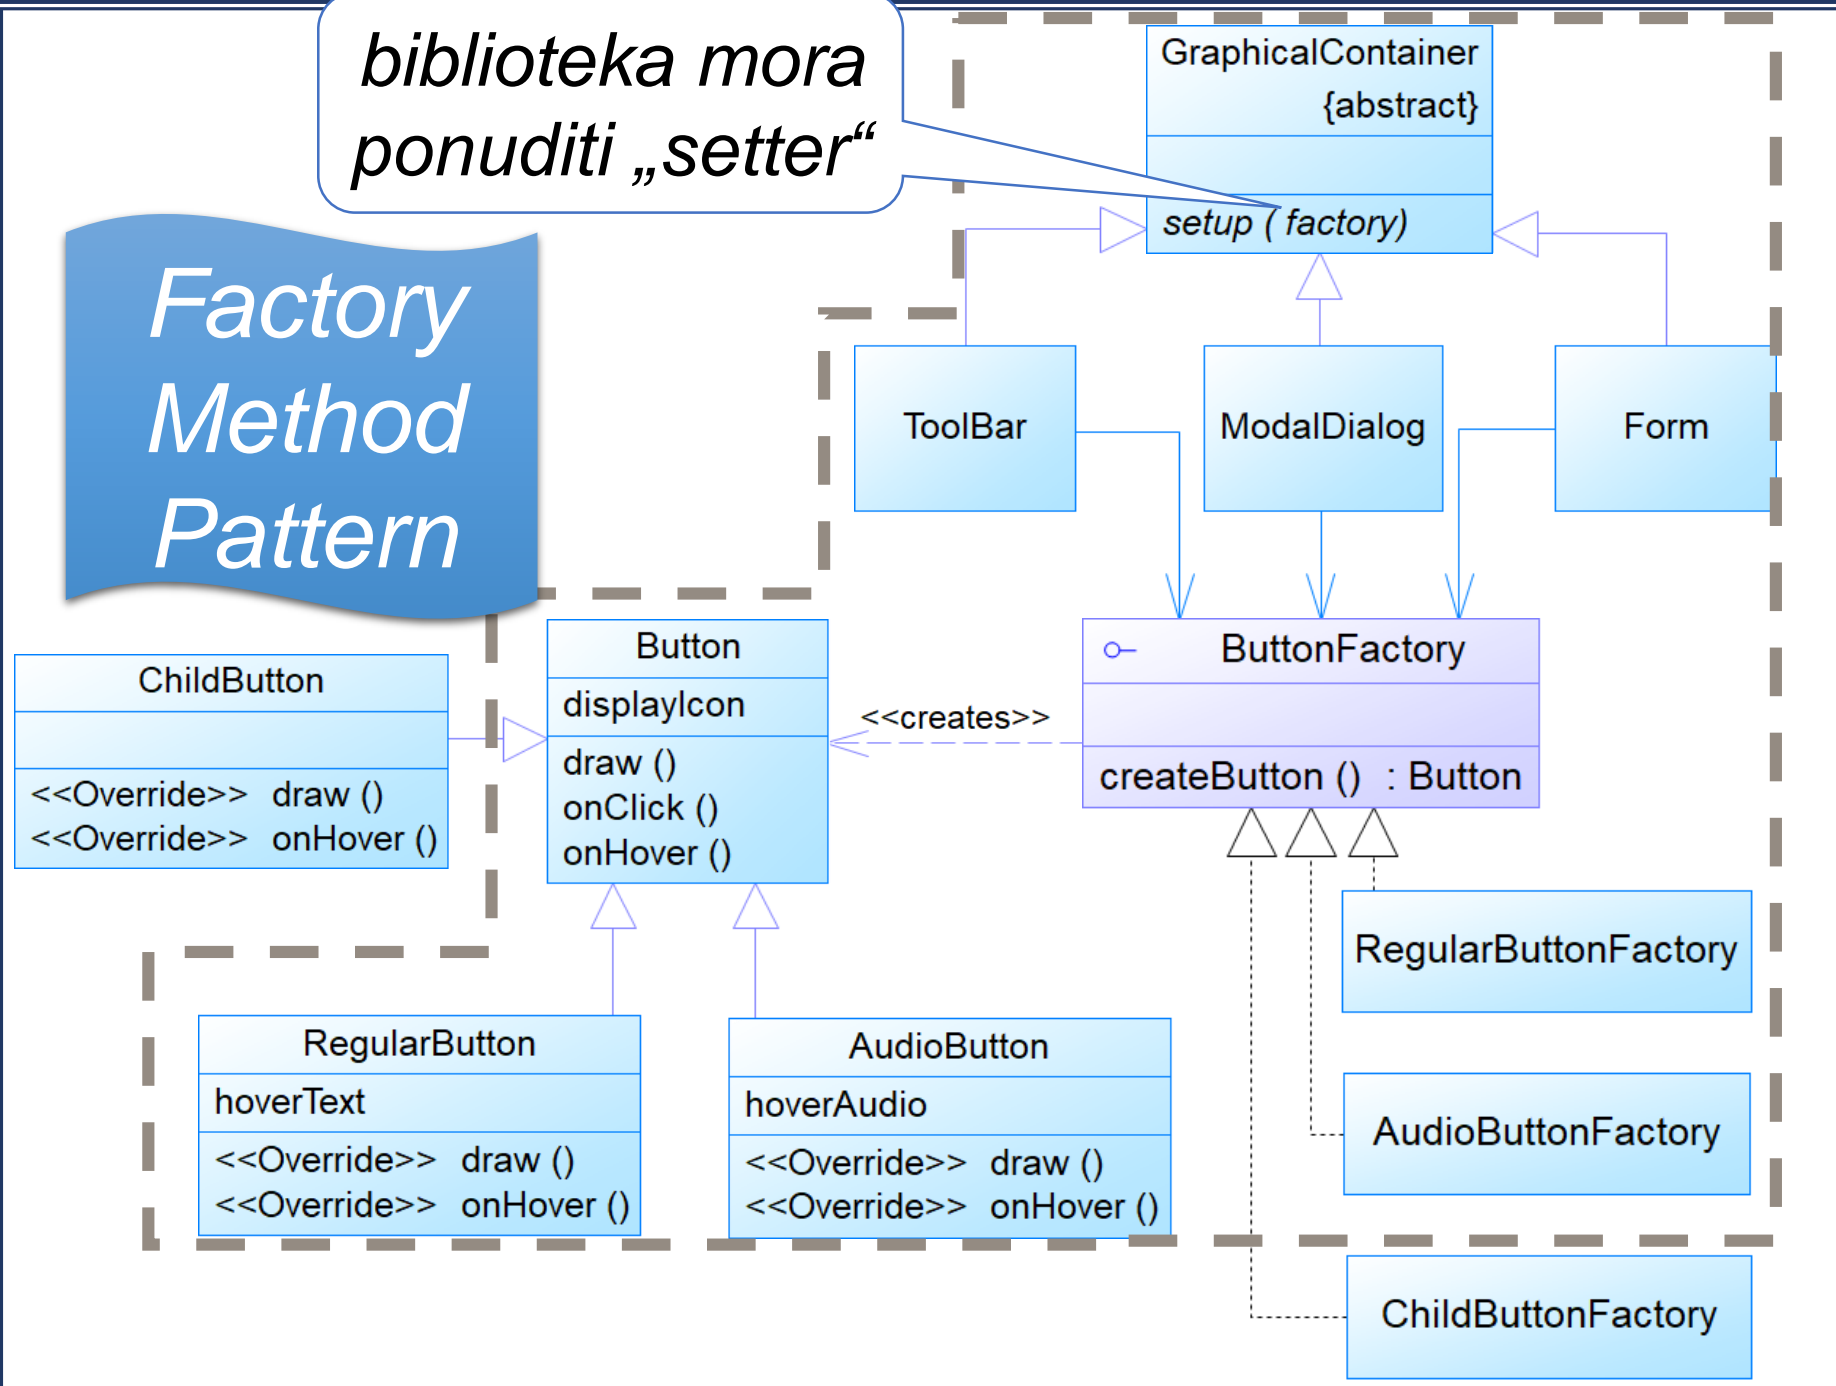 biblioteka mora
ponuditi „setter“
GraphicalContainer
{abstract}
setup ( factory)
Factory
Method
Pattern
ToolBar
ModalDialog
Form
ChildButton
<<Override>> draw ()
<<Override>> onHover ()
Button
displayIcon
draw ()
onClick ()
onHover ()
<<creates>>
ButtonFactory
createButton () : Button
RegularButtonFactory
RegularButton
hoverText
<<Override>> draw ()
<<Override>> onHover ()
AudioButton
hoverAudio
<<Override>> draw ()
<<Override>> onHover ()
AudioButtonFactory
ChildButtonFactory